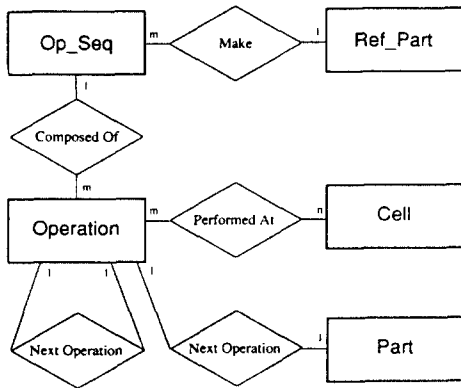 Op_Seq m Make 1 Ref_Part
1
Composed Of
m
Operation m Performed At n Cell
1 1 1
Next Operation Next Operation 1 Part